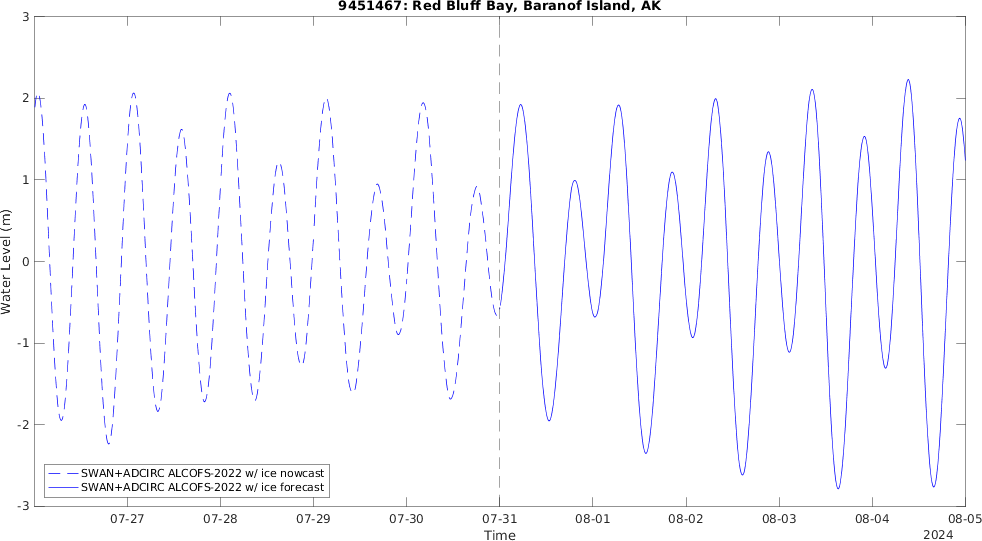 9451467: Red Bluff Bay, Baranof Island, AK
3
2
1
0
-1
-2
-3
Water Level (m)
SWAN+ADCIRC ALCOFS-2022 w/ ice nowcast
SWAN+ADCIRC ALCOFS-2022 w/ ice forecast
07-27 07-28 07-29 07-30 07-31 08-01 08-02 08-03 08-04 08-05
Time
2024